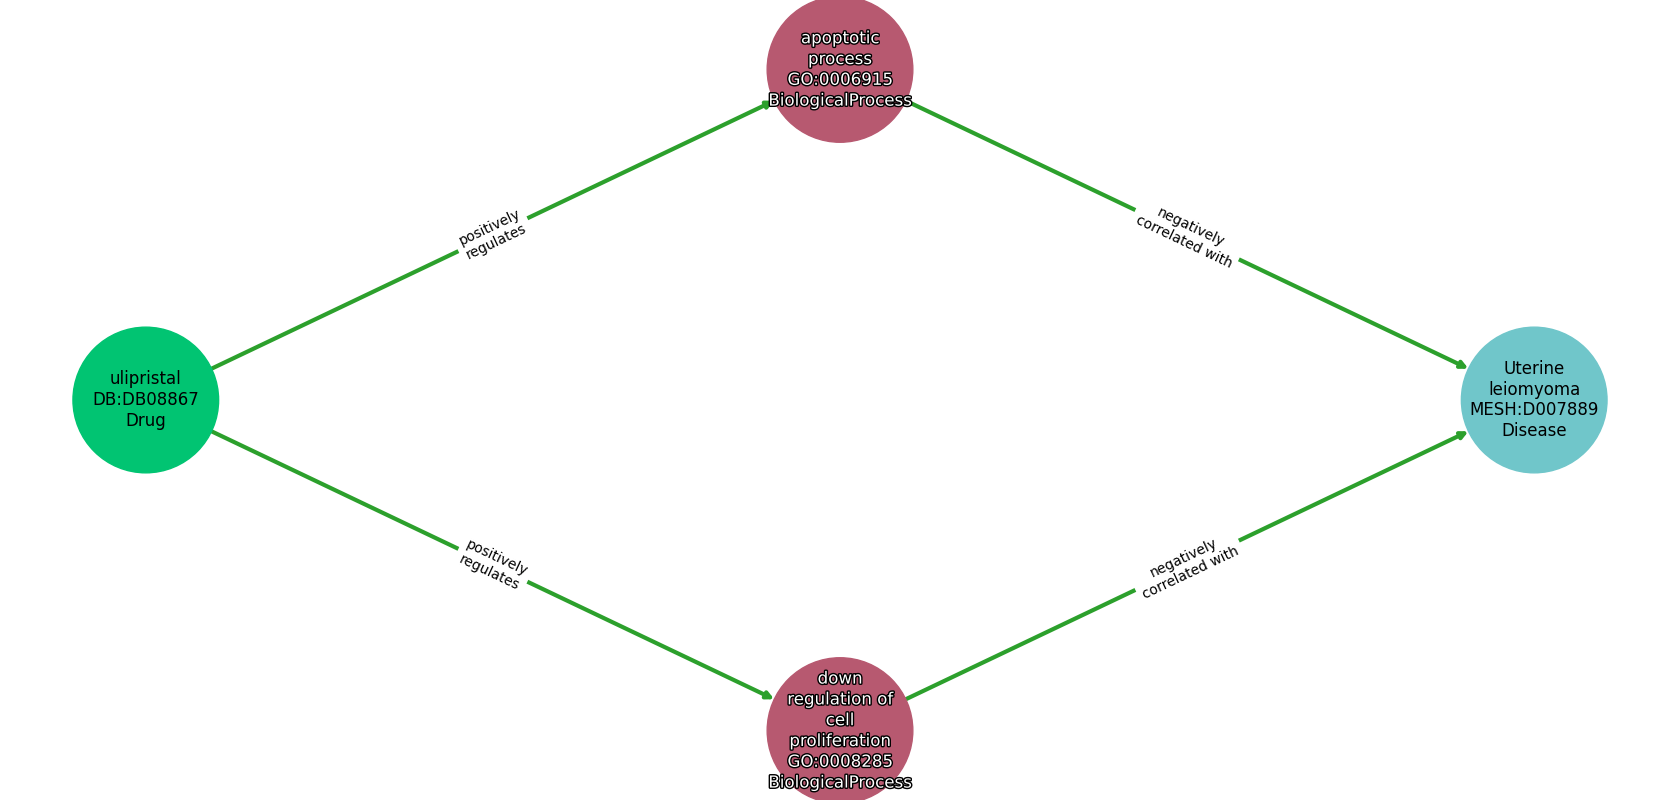 apoptotic
process
GO:0006915
BiologicalProcess
positively
regulates
negatively
correlated with
ulipristal
DB:DB08867
Drug
Uterine
leiomyoma
MESH:D007889
Disease
positively
regulates
negatively
correlated with
down
regulation of
cell
proliferation
GO:0008285
BiologicalProcess